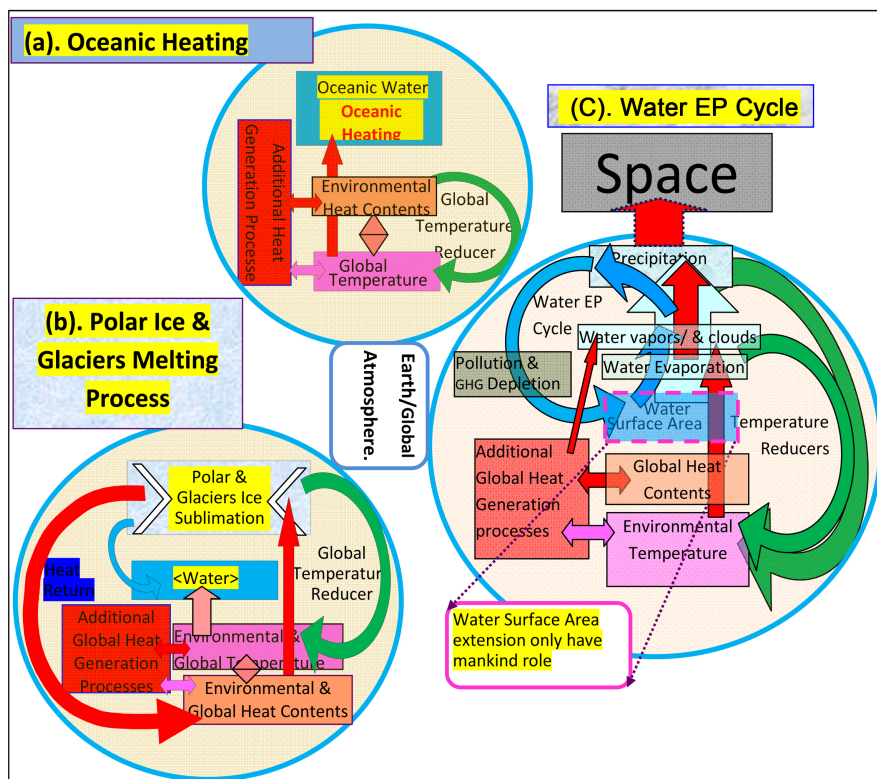 (a). Oceanic Heating
Oceanic Water
Oceanic
Heating
Additional Heat
Generation Processe
Environmental
Heat Contents
Global
Temperature
Reducer
Global
Temperature
(b). Polar Ice &
Glaciers Melting
Process
Earth/Global
Atmosphere.
(C). Water EP Cycle
Space
Precipitation
Water EP
Cycle
Water vapors/ & clouds
Water Evaporation
Pollution &
GHG Depletion
Water
Surface Area
Temperature
Reducers
Additional
Global Heat
Generation
processes
Global Heat
Contents
Environmental
Temperature
Water Surface Area
extension only have
mankind role
Polar &
Glaciers Ice
Sublimation
Heat
Return
<Water>
Global
Temperatur
Reducer
Additional
Global Heat
Generation
Processes
Environmental &
Global Temperature
Environmental &
Global Heat Contents